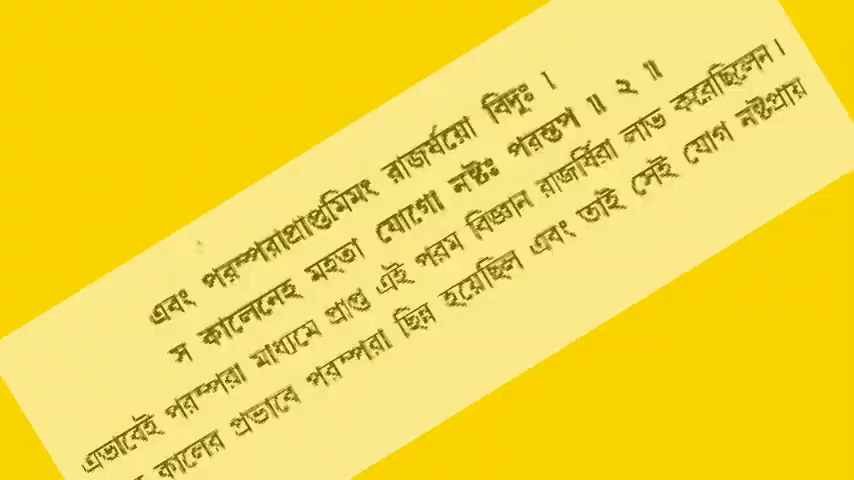 এবং পরম্পরাপ্রাপ্তমিমং রাজর্ষয়ো বিদুঃ ।
স কালেনেহ মহতা যোগো নষ্টঃ পরন্তপ ॥ ২ ॥
এভাবেই পরম্পরা মাধ্যমে প্রাপ্ত এই পরম বিজ্ঞান রাজর্ষিরা লাভ করেছিলেন।
কালের প্রভাবে পরম্পরা ছিন্ন হয়েছিল এবং তাই সেই যোগ নষ্টপ্রায়